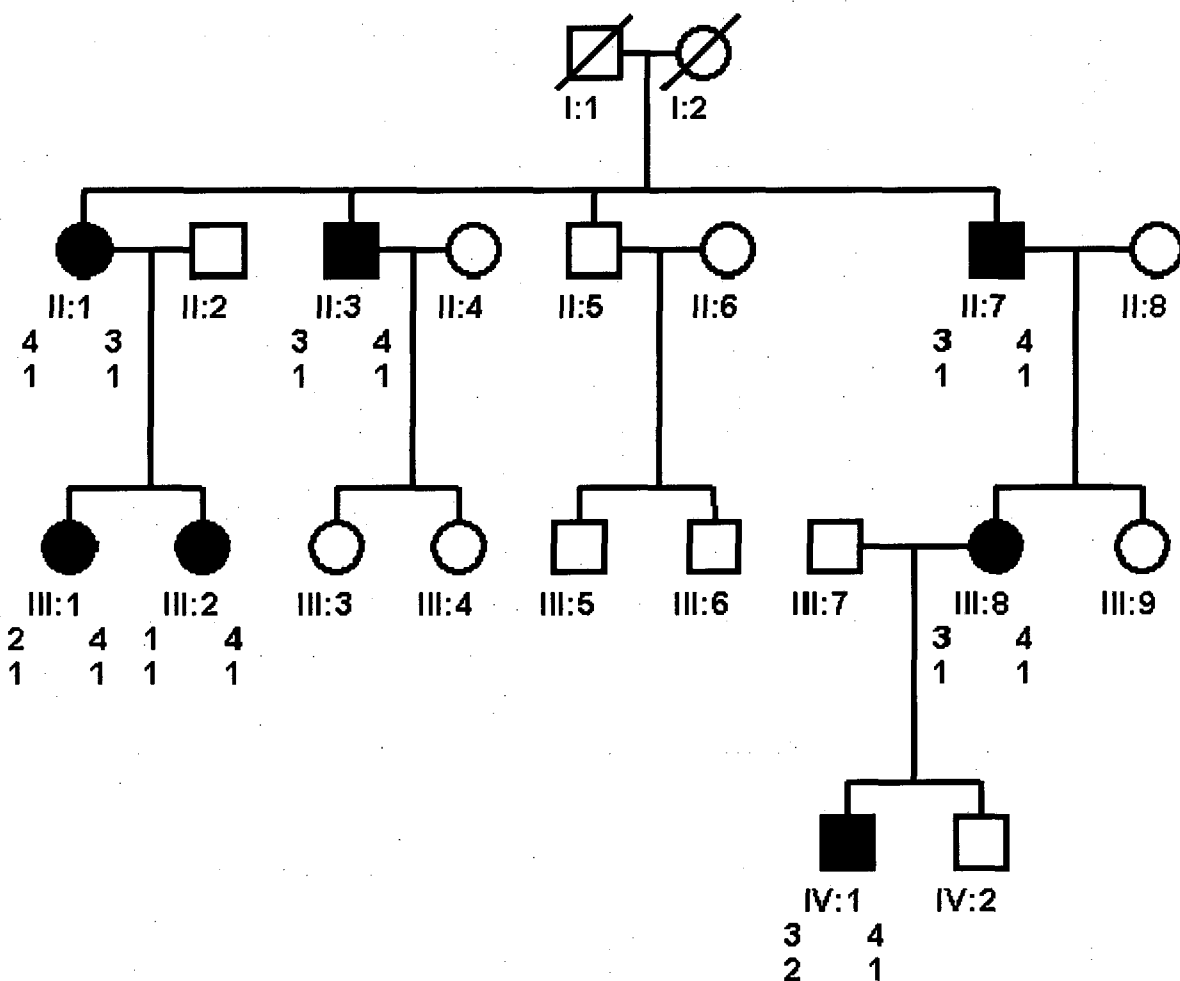 I:1 I:2
II:1 II:2 II:3 II:4 II:5 II:6 II:7 II:8
4 3 3 4 3 4
1 1 1 1 1 1
III:1 III:2 III:3 III:4 III:5 III:6 III:7 III:8 III:9
2 4 1 4 3 4
1 1 1 1 1 1
IV:1 IV:2
3 4
2 1